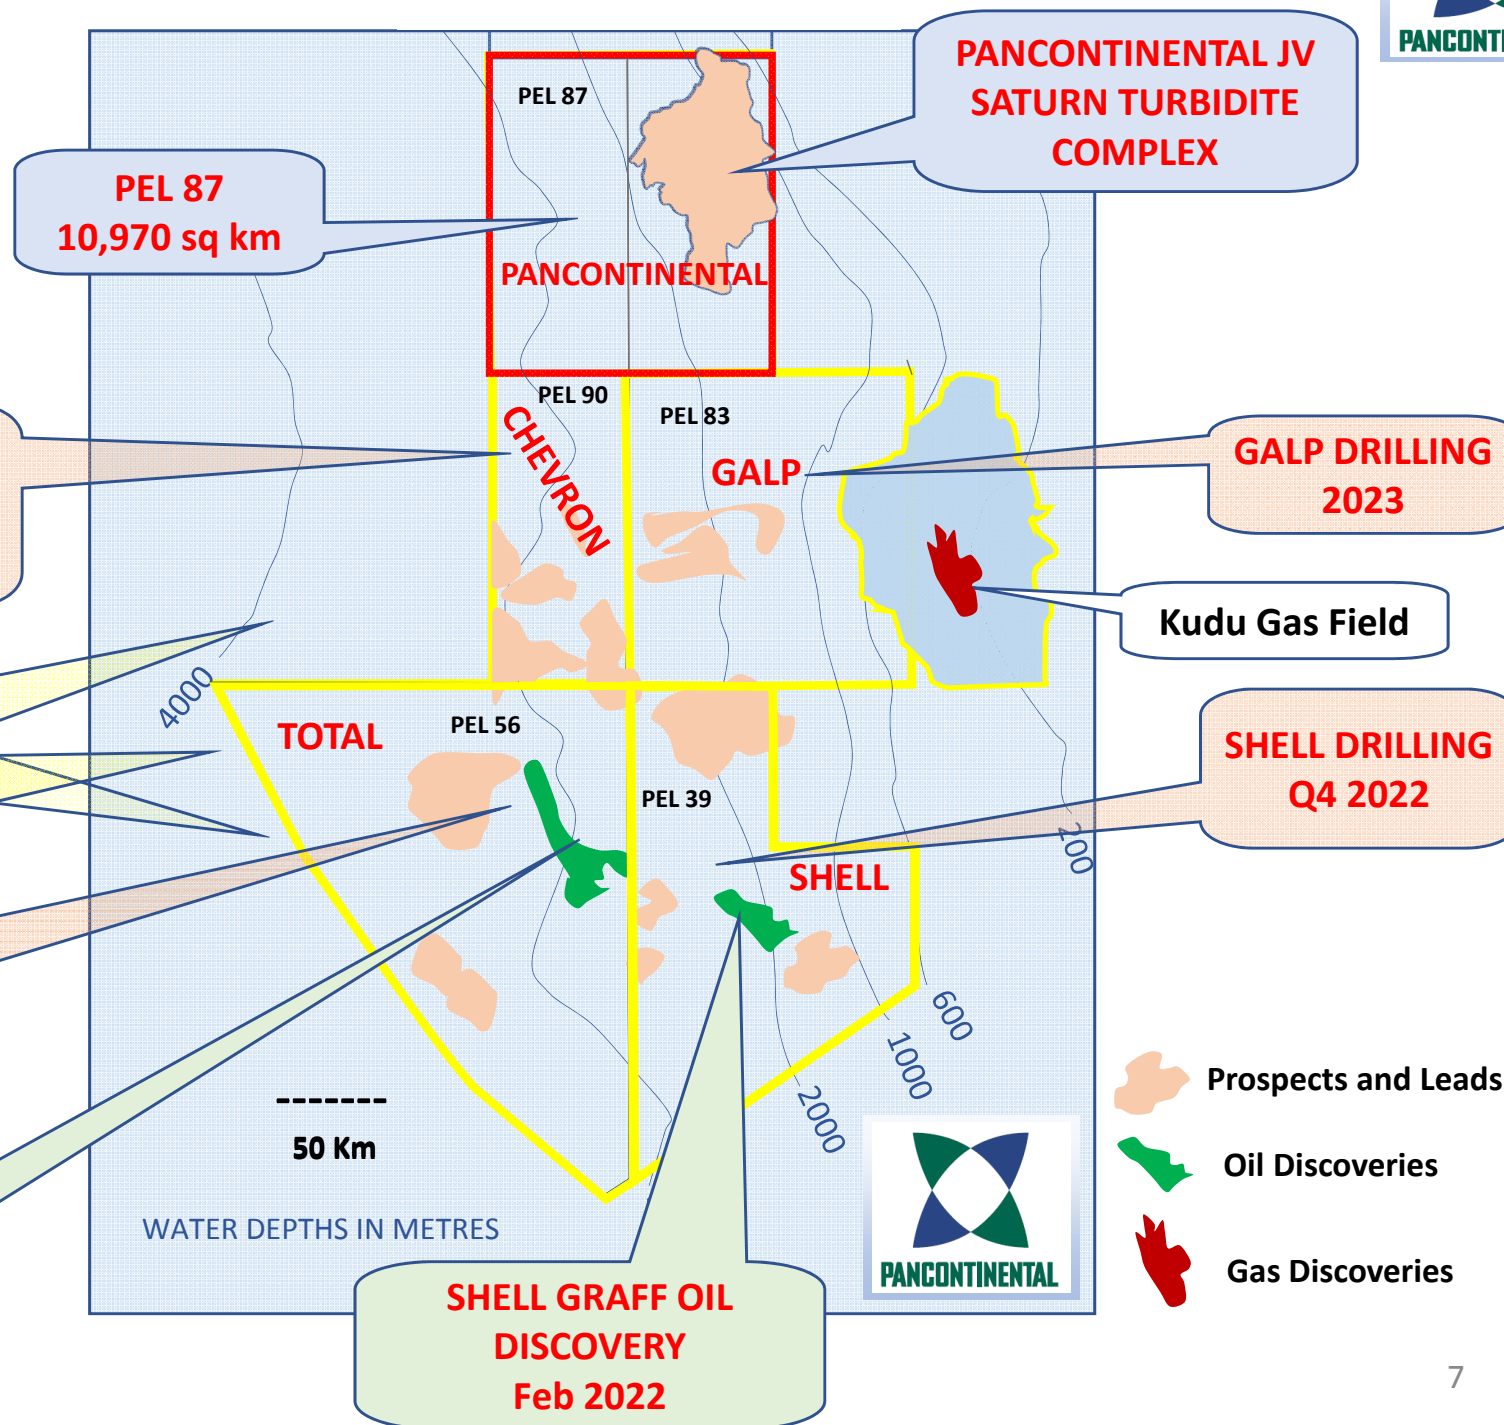 PANCONTINENTAL JV
SATURN TURBIDITE
COMPLEX
PEL 87
PEL 87
10,970 sq km
PANCONTINENTAL
PEL 90
PEL 83
CHEVRON
GALP
GALP DRILLING
2023
Kudu Gas Field
4000
TOTAL
PEL 56
SHELL DRILLING
Q4 2022
PEL 39
200
SHELL
600
1000
2000
50 Km
Prospects and Leads
Oil Discoveries
Gas Discoveries
WATER DEPTHS IN METRES
PANCONTINENTAL
SHELL GRAFF OIL
DISCOVERY
Feb 2022
7